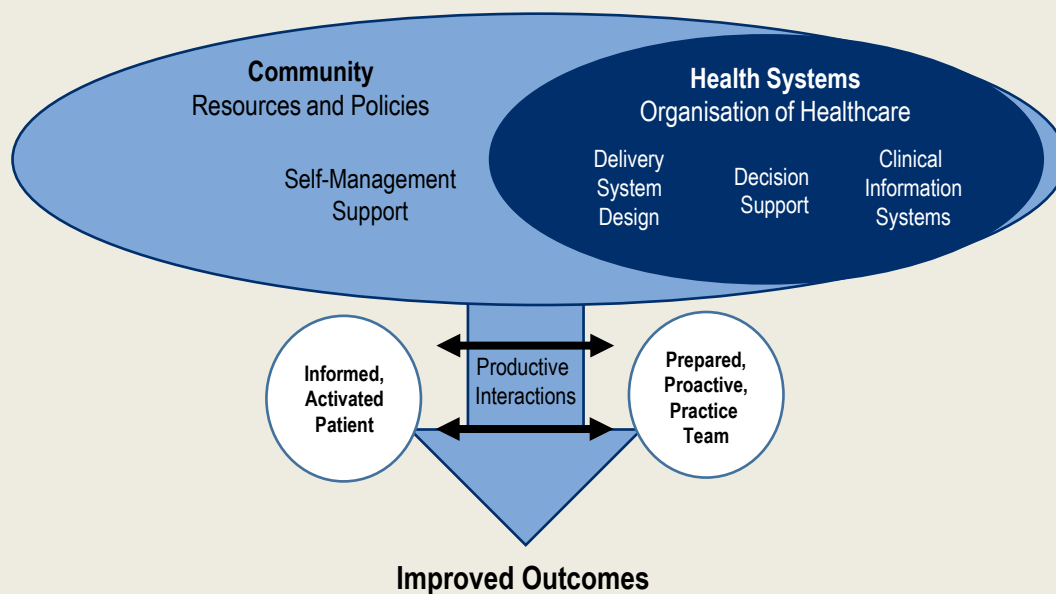 Community
Resources and Policies
Self-Management
Support
Health Systems
Organisation of Healthcare
Delivery
System
Design
Decision
Support
Clinical
Information
Systems
Informed,
Activated
Patient
Productive
Interactions
Prepared,
Proactive,
Practice
Team
Improved Outcomes